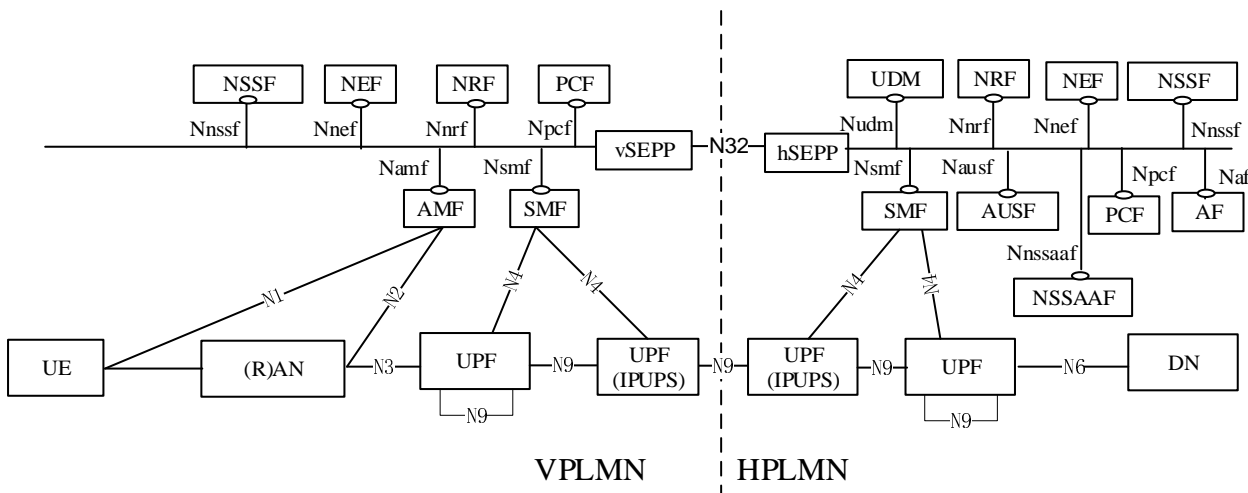 NSSF NEF NRF PCF UDM NRF NEF NSSF
Nnssf Nnef Nnrf Npcf Nudm Nnrf Nnef Nnssf
vSEPP N32 hSEPP
Namf Nsmf Nsmf Nausf Npcf Naf
AMF SMF SMF AUSF PCF AF
Nnssaaf
N1 N2 N4 N4 N4 N4 NSSAAF
UE (R)AN N3 UPF N9 UPF N9 UPF N9 UPF N6 DN
(IPUPS) (IPUPS)
N9 N9
VPLMN HPLMN